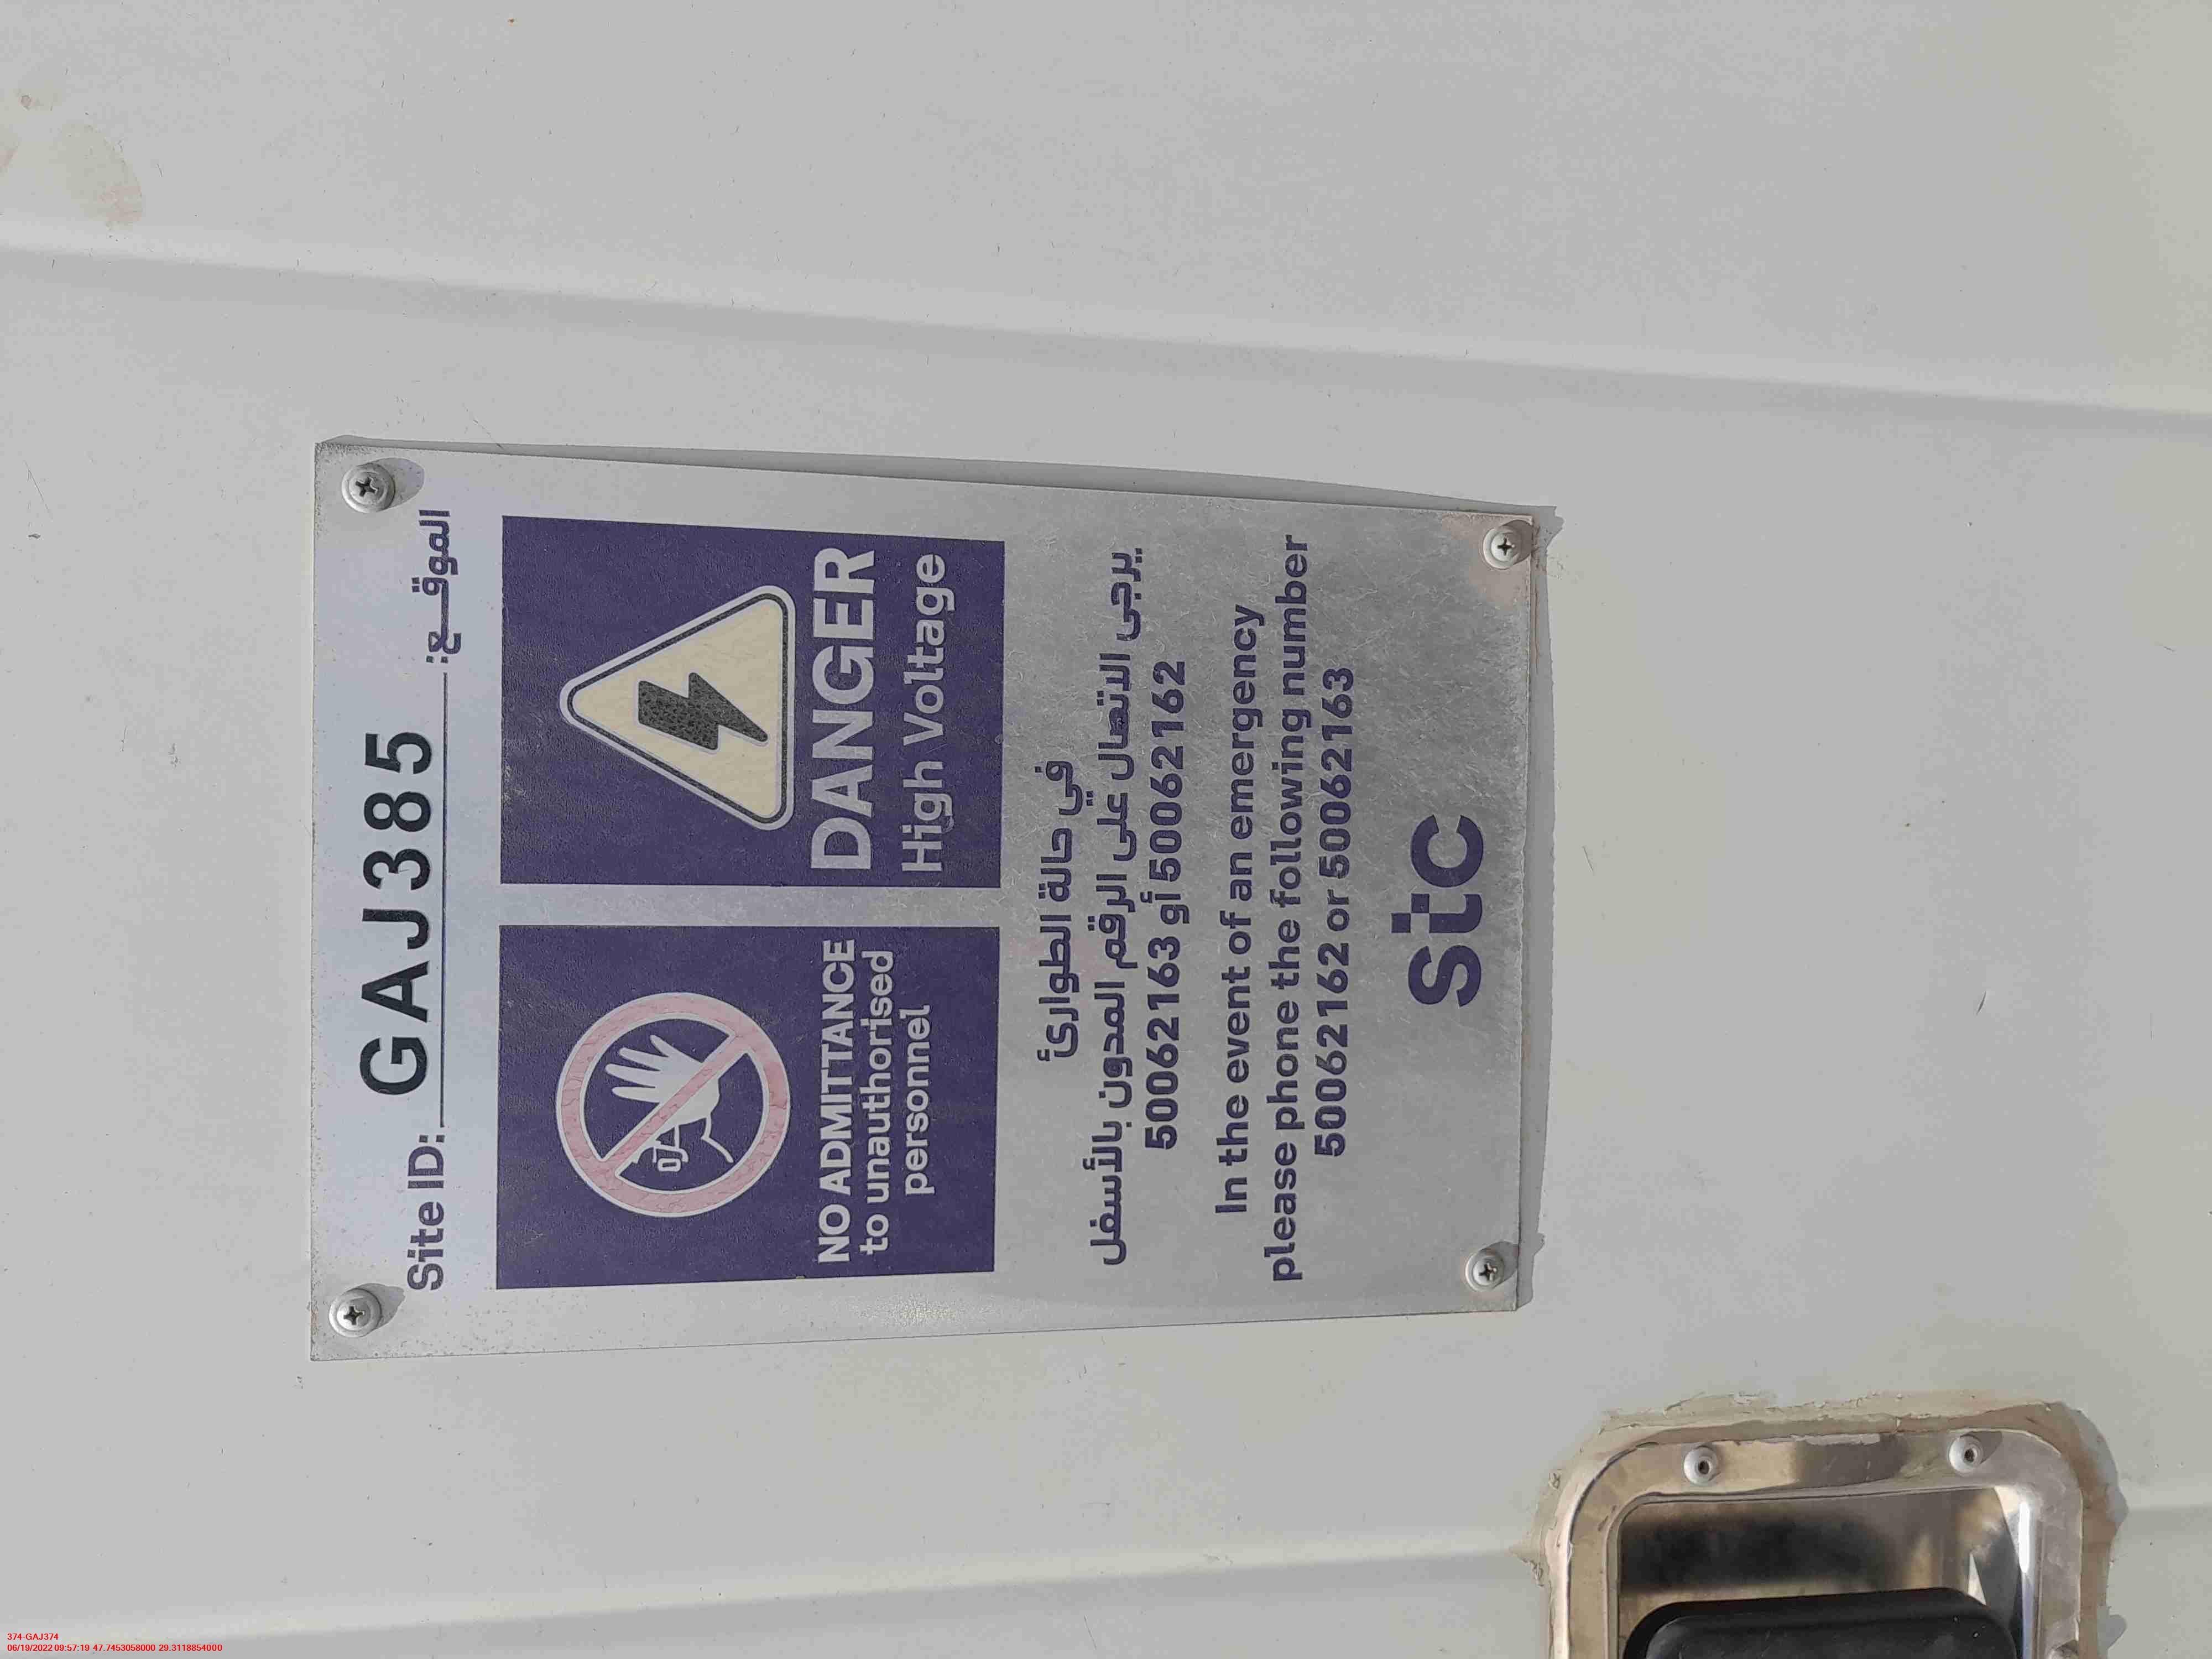 Site ID: GAJ385 الموقـــع:
NO ADMITTANCE
to unauthorised
personnel
DANGER
High Voltage
في حالة الطوارئ
يرجى الاتصال على الرقم المدون بالأسفل
50062162 أو 50062163
In the event of an emergency
please phone the following number
50062162 or 50062163
stc
374-GAJ374
06/19/2022 09:57:19 47.7453058000 29.3118854000